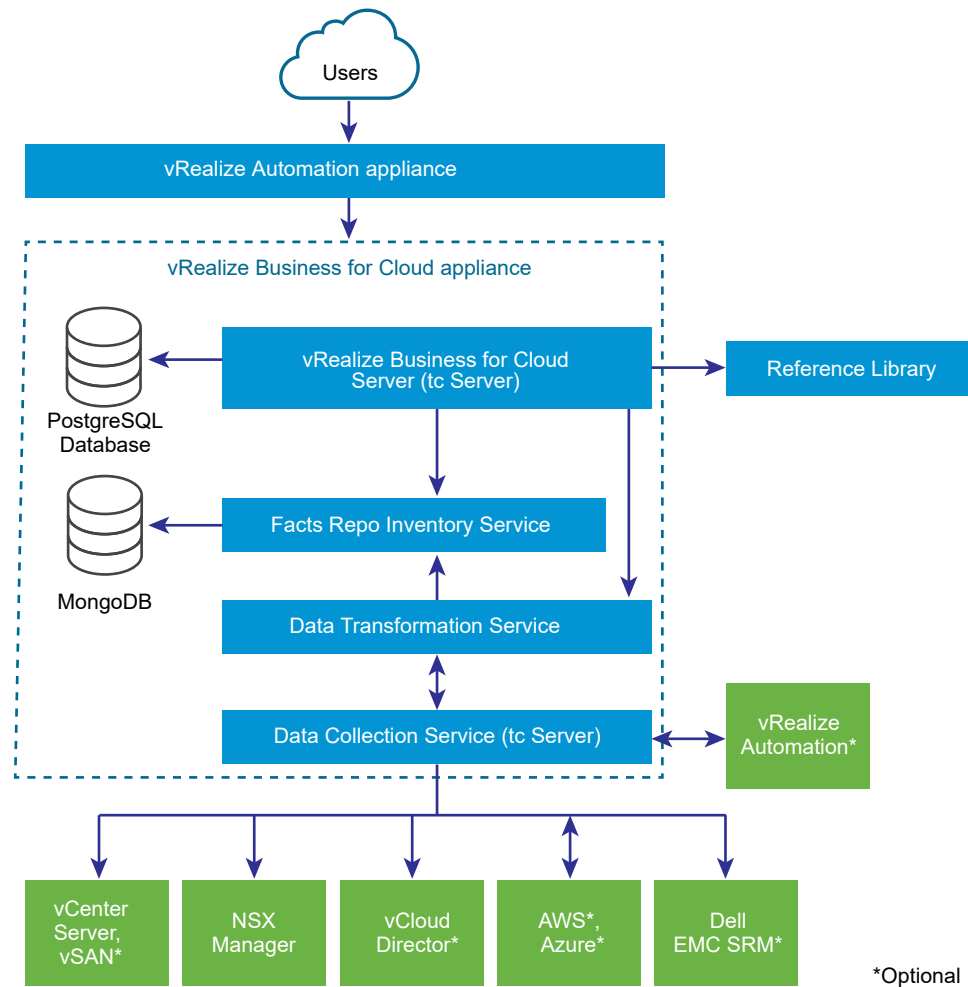 Users
vRealize Automation appliance
vRealize Business for Cloud appliance
vRealize Business for Cloud
Server (tc Server)
Reference Library
PostgreSQL
Database
Facts Repo Inventory Service
MongoDB
Data Transformation Service
Data Collection Service (tc Server)
vRealize
Automation*
vCenter
Server,
vSAN*
NSX
Manager
vCloud
Director*
AWS*,
Azure*
Dell
EMC SRM*
*Optional